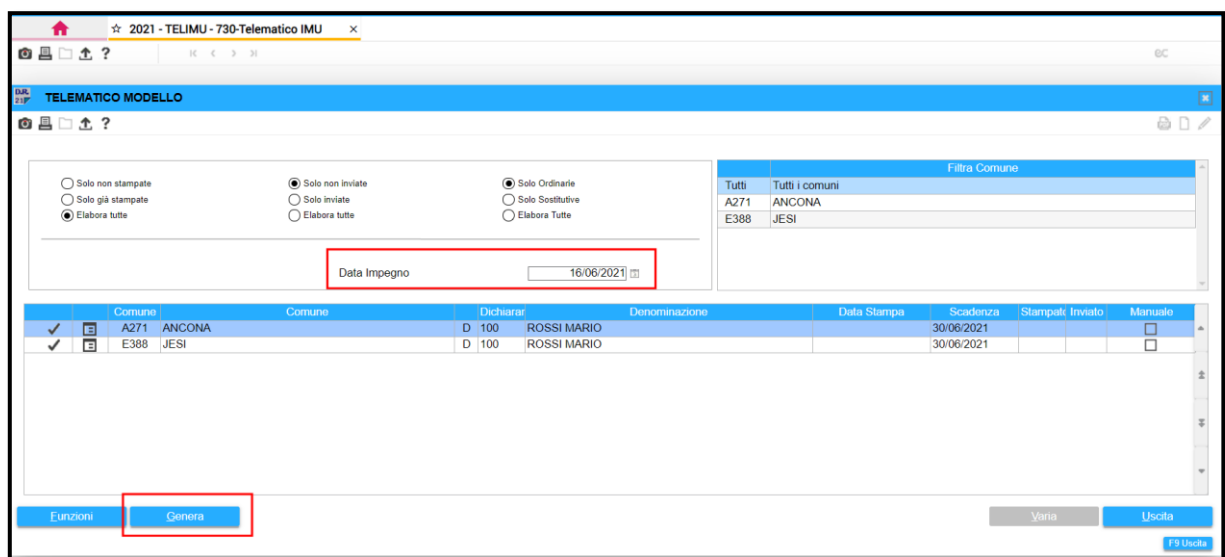 ☆ 2021 - TELIMU - 730-Telematico IMU ×
?
TELEMATICO MODELLO
?
Solo non stampate Solo non inviate Solo Ordinarie
Solo già stampate Solo inviate Solo Sostitutive
Elabora tutte Elabora tutte Elabora Tutte
Data Impegno 16/06/2021
Filtra Comune
Tutti Tutti i comuni
A271 ANCONA
E388 JESI
Comune Comune Dichiarar Denominazione Data Stampa Scadenza Stampato Inviato Manuale
A271 ANCONA D 100 ROSSI MARIO 30/06/2021
E388 JESI D 100 ROSSI MARIO 30/06/2021
Funzioni Genera Varia Uscita
F9 Uscita